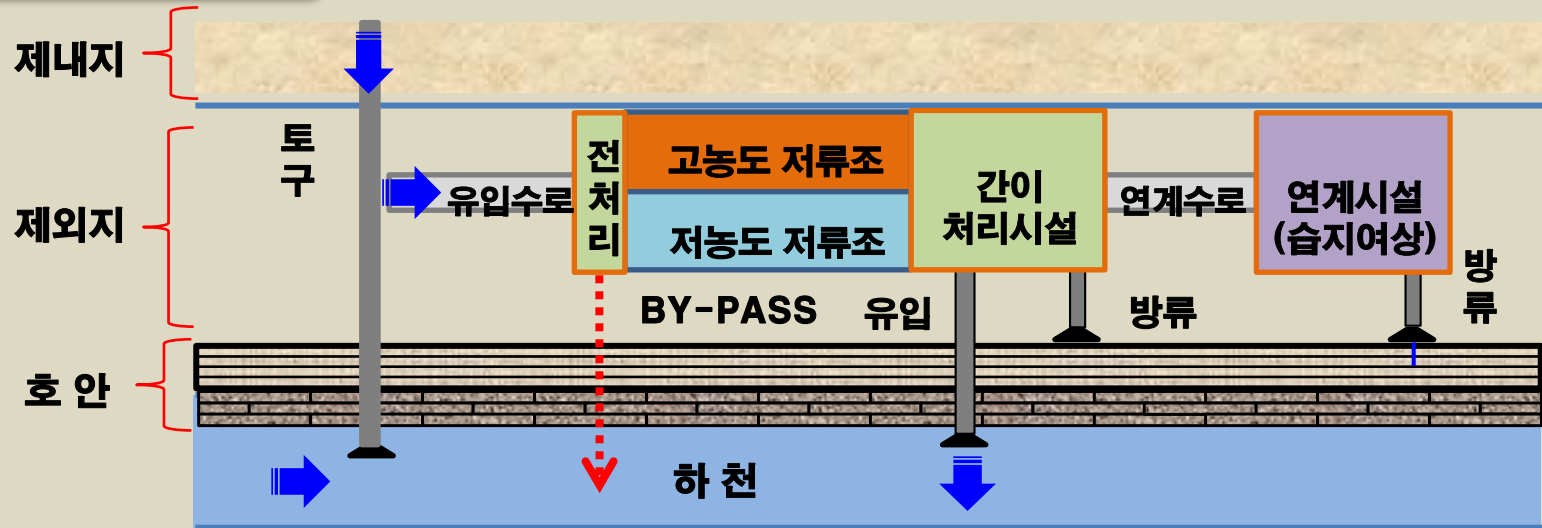 제내지
토
구
제외지
유입수로
전
처
리
고농도 저류조
저농도 저류조
간이
처리시설
연계수로
연계시설
(습지여상)
방
류
BY-PASS
유입
방류
호 안
하 천